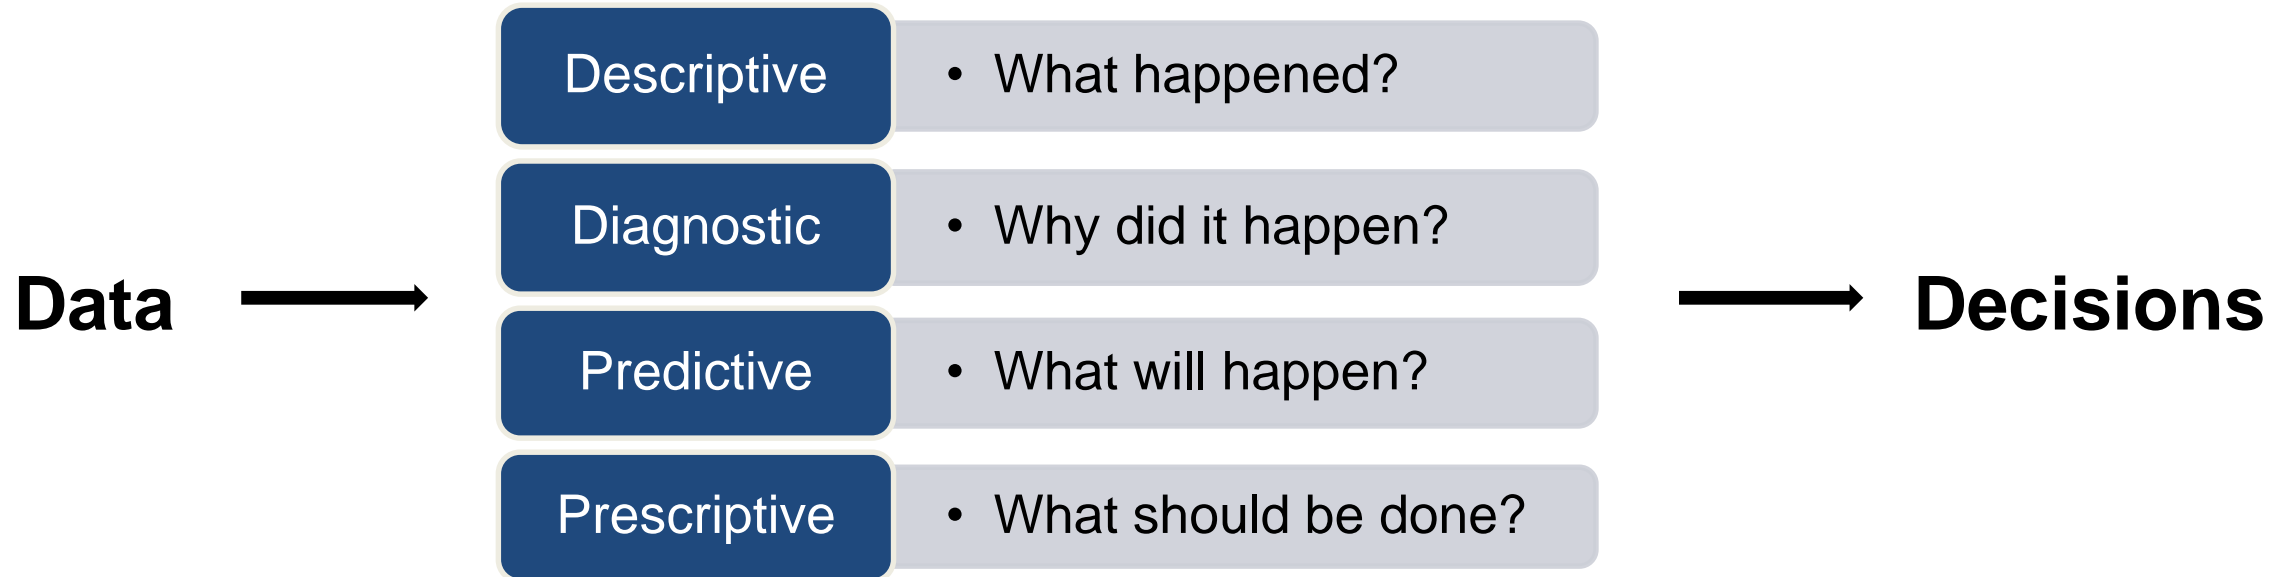 Data
Descriptive
• What happened?
Diagnostic
• Why did it happen?
Predictive
• What will happen?
Prescriptive
• What should be done?
Decisions